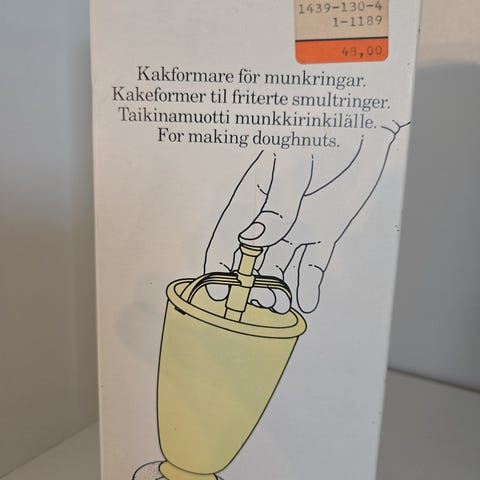 1439-130-4
1-1189
48,00
Kakformare för munkringar.
Kakeformer til friterte smultringer.
Taikinamuotti munkkirinkilälle.
For making doughnuts.